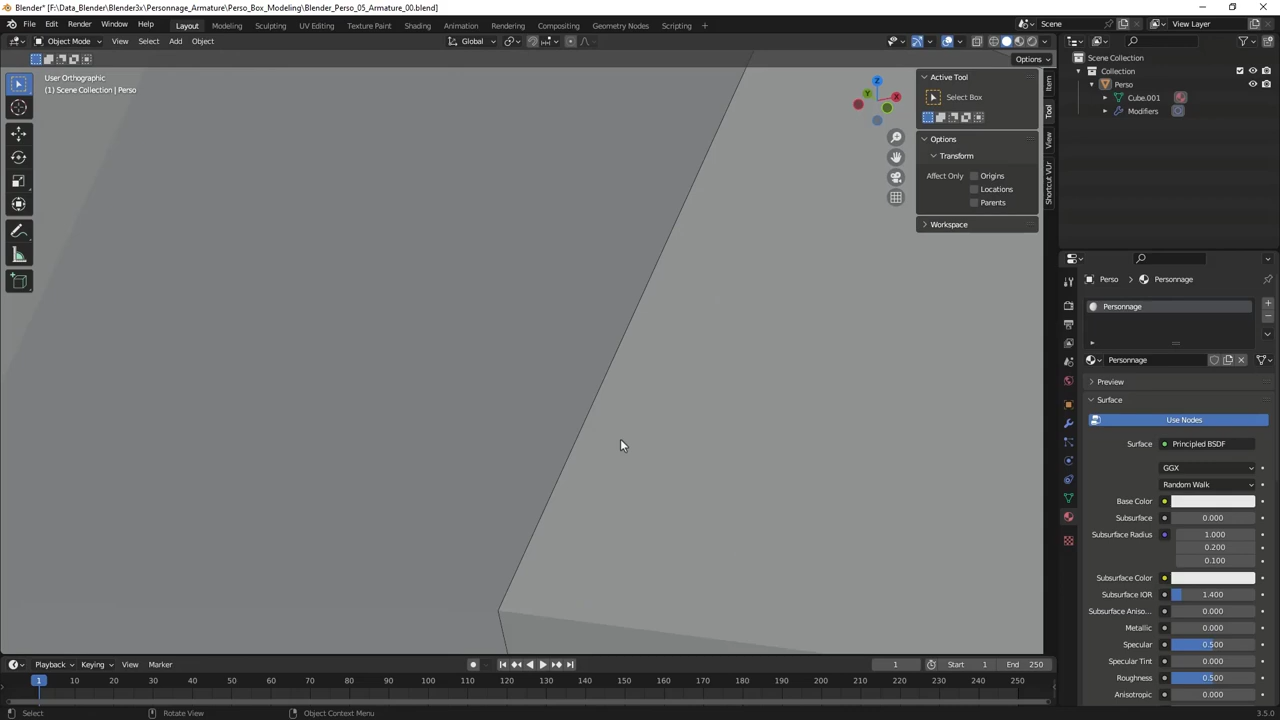 Blender* [F:\Data_Blender\Blender3x\Personnage_Armature\Perso_Box_Modeling\Blender_Perso_05_Armature_00.blend]
File Edit Render Window Help Layout Modeling Sculpting UV Editing Texture Paint Shading Animation Rendering Compositing Geometry Nodes Scripting Scene View Layer
Object Mode View Select Add Object Global
Options
User Orthographic
(1) Scene Collection | Perso
Active Tool
Select Box
Options
Transform
Affect Only Origins
Locations
Parents
Workspace
Item
Tool
View
Shortcut VUr
Z
Y
X
Scene Collection
Collection
Perso
Cube.001
Modifiers
Perso Personnage
Personnage
Personnage
Preview
Surface
Use Nodes
Surface Principled BSDF
GGX
Random Walk
Base Color
Subsurface 0.000
Subsurface Radius 1.000
0.200
0.100
Subsurface Color
Subsurface IOR 1.400
Subsurface Aniso... 0.000
Metallic 0.000
Specular 0.500
Specular Tint 0.000
Roughness 0.500
Anisotropic 0.000
Playback Keying View Marker 1 Start 1 End 250
1 10 20 30 40 50 60 70 80 90 100 110 120 130 140 150 160 170 180 190 200 210 220 230 240 250
Select Rotate View Object Context Menu 3.5.0